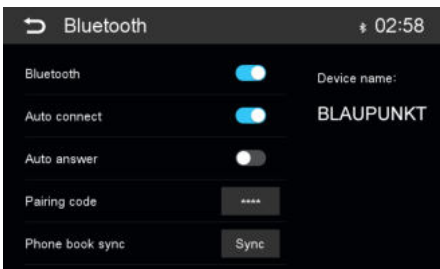 Bluetooth 02:58
Bluetooth
Device name:
Auto connect
BLAUPUNKT
Auto answer
Pairing code ****
Phone book sync Sync